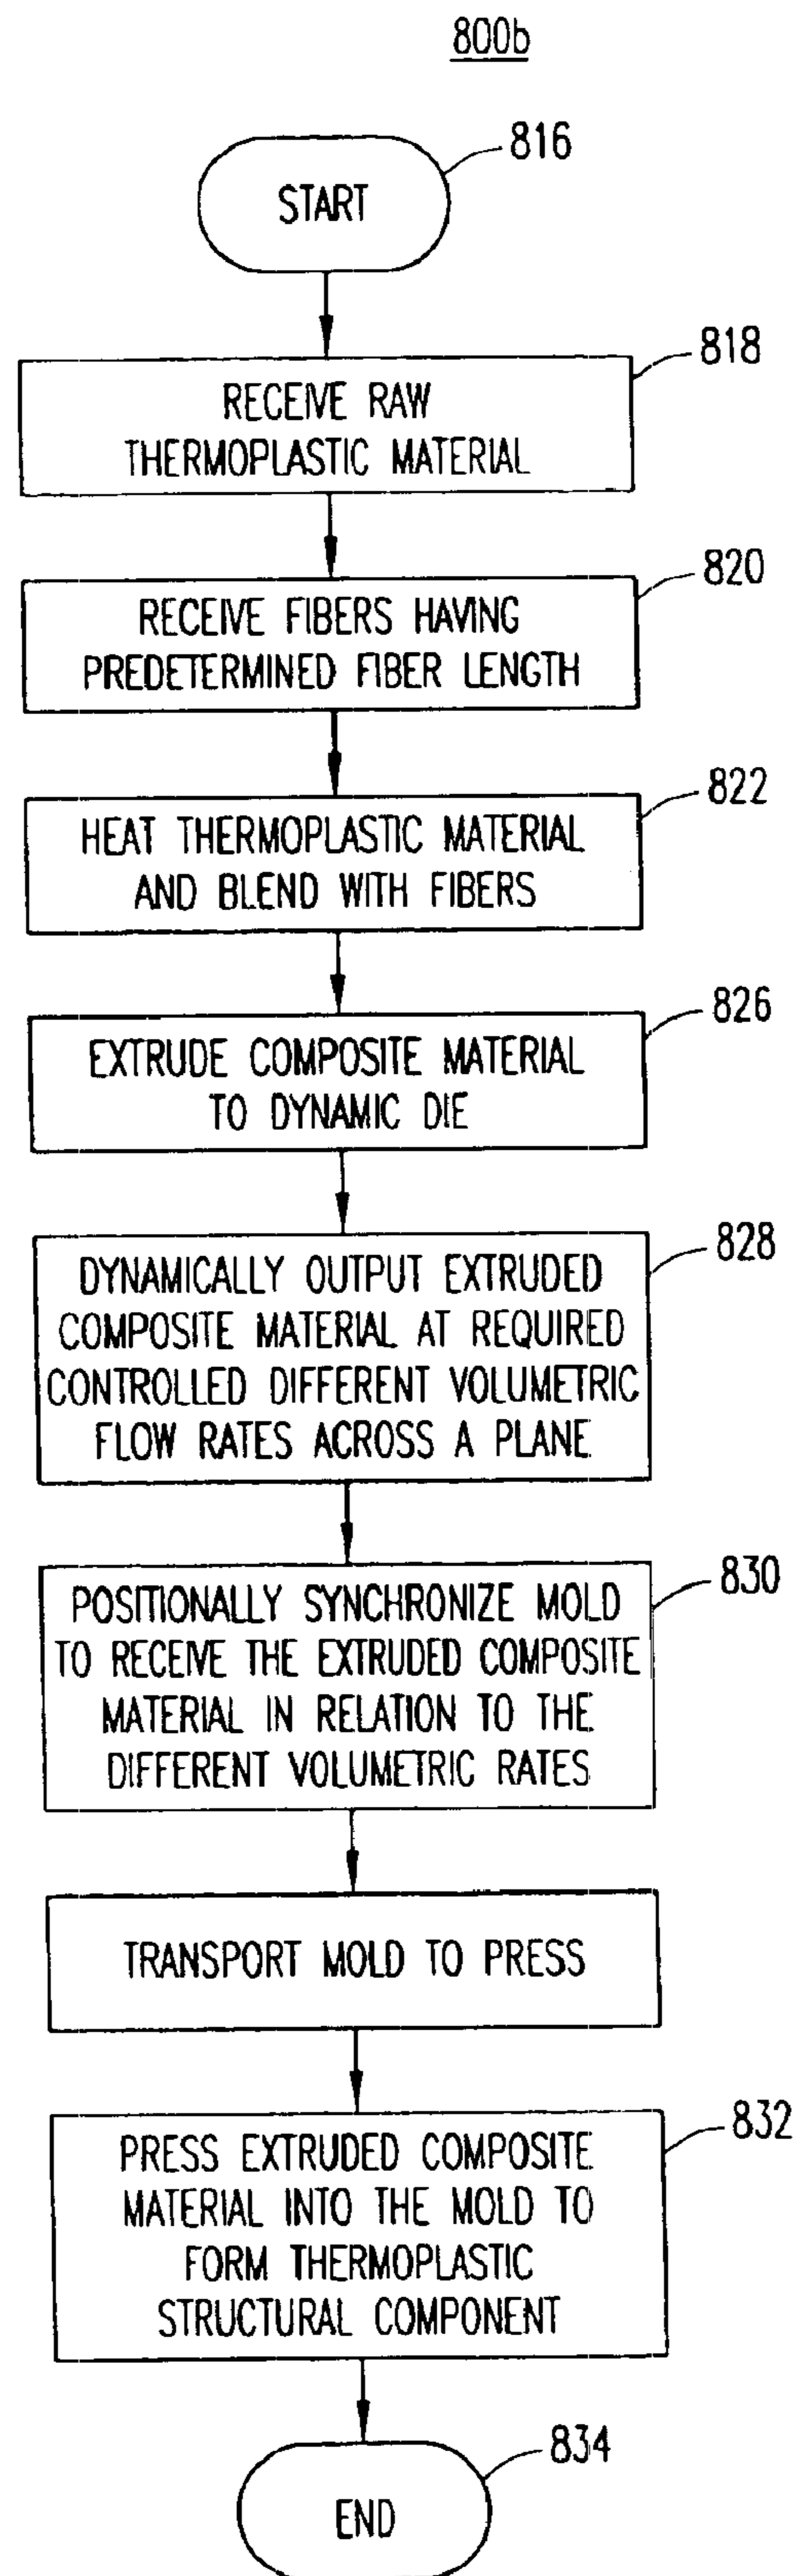 800b
816
START
818
RECEIVE RAW
THERMOPLASTIC MATERIAL
820
RECEIVE FIBERS HAVING
PREDETERMINED FIBER LENGTH
822
HEAT THERMOPLASTIC MATERIAL
AND BLEND WITH FIBERS
826
EXTRUDE COMPOSITE MATERIAL
TO DYNAMIC DIE
828
DYNAMICALLY OUTPUT EXTRUDED
COMPOSITE MATERIAL AT REQUIRED
CONTROLLED DIFFERENT VOLUMETRIC
FLOW RATES ACROSS A PLANE
830
POSITIONALLY SYNCHRONIZE MOLD
TO RECEIVE THE EXTRUDED COMPOSITE
MATERIAL IN RELATION TO THE
DIFFERENT VOLUMETRIC RATES
TRANSPORT MOLD TO PRESS
832
PRESS EXTRUDED COMPOSITE
MATERIAL INTO THE MOLD TO
FORM THERMOPLASTIC
STRUCTURAL COMPONENT
834
END